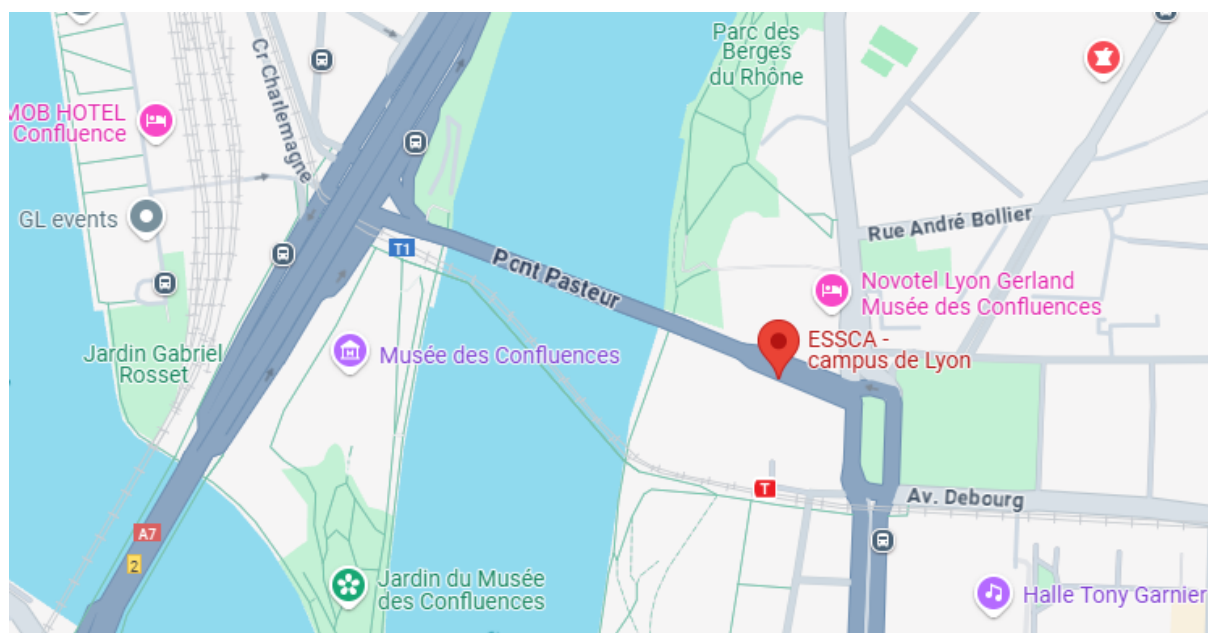 Parc des
Berges
du Rhône
Cr Charlemagne
MOB HOTEL
Confluence
GL events
Rue André Bollier
T1
Pont Pasteur
Novotel Lyon Gerland
Musée des Confluences
ESSCA -
campus de Lyon
Jardin Gabriel
Rosset
Musée des Confluences
T
Av. Debourg
A7
2
Jardin du Musée
des Confluences
Halle Tony Garnier